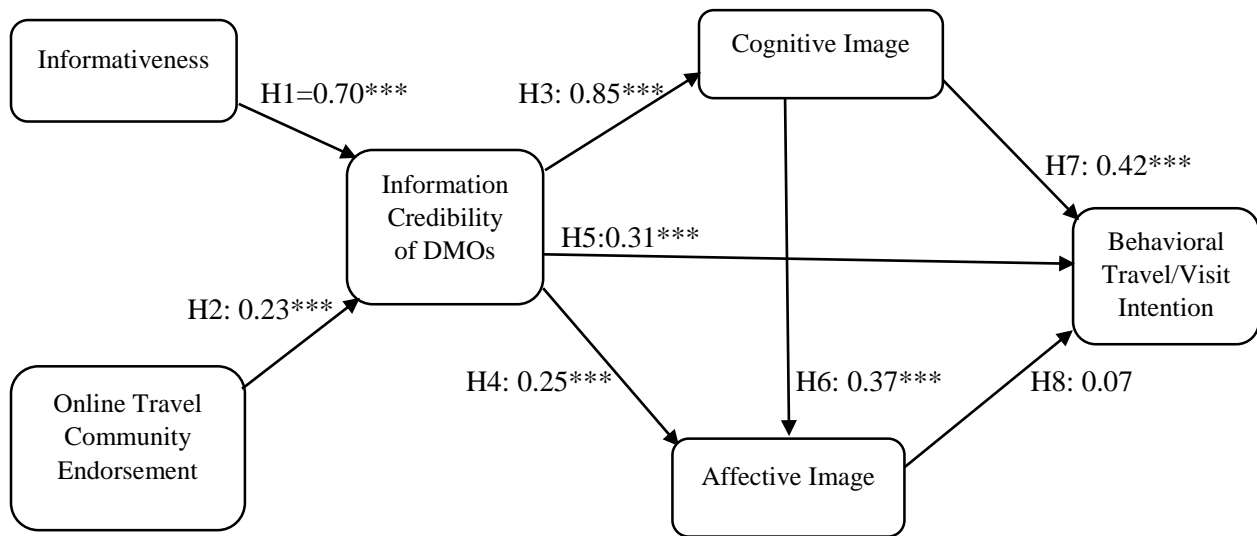 Informativeness
Cognitive Image
H1=0.70***
H3: 0.85***
H7: 0.42***
Information
Credibility
of DMOs
H5:0.31***
Behavioral
Travel/Visit
Intention
H2: 0.23***
H4: 0.25***
H6: 0.37***
H8: 0.07
Online Travel
Community
Endorsement
Affective Image